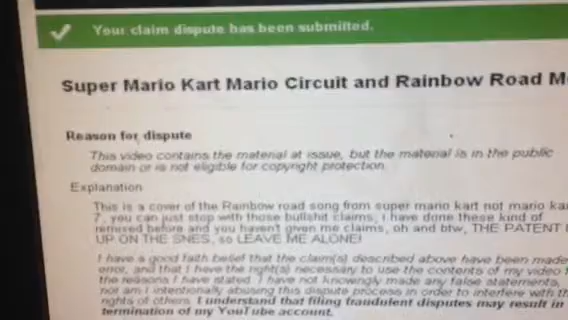 Your claim dispute has been submitted.
Super Mario Kart Mario Circuit and Rainbow Road M
Reason for dispute
This video contains the material at issue, but the material is in the public
domain or is not eligible for copyright protection.
Explanation
This is a cover of the Rainbow road song from super mario kart not mario kar
7, you can just stop with those bullshit claims, i have done these kind of
remixed before and you haven't given me claims, oh and btw, THE PATENT I
UP ON THE SNES, so LEAVE ME ALONE!
I have a good faith belief that the claim(s) described above have been made
error, and that I have the right(s) necessary to use the contents of my video f
the reasons I have stated. I have not knowingly made any false statements,
nor am I intentionally abusing this dispute process in order to interfere with th
rights of others. I understand that filing fraudulent disputes may result in
termination of my YouTube account.